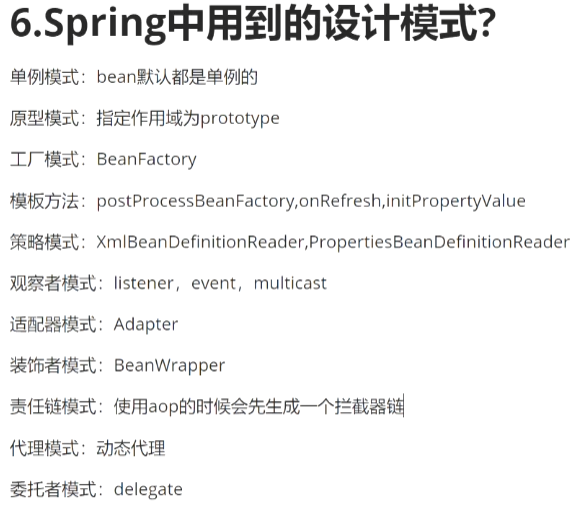 6.Spring中用到的设计模式?
单例模式：bean默认都是单例的
原型模式：指定作用域为prototype
工厂模式：BeanFactory
模板方法：postProcessBeanFactory,onRefresh,initPropertyValue
策略模式：XmlBeanDefinitionReader,PropertiesBeanDefinitionReader
观察者模式：listener，event，multicast
适配器模式：Adapter
装饰者模式：BeanWrapper
责任链模式：使用aop的时候会先生成一个拦截器链
代理模式：动态代理
委托者模式：delegate